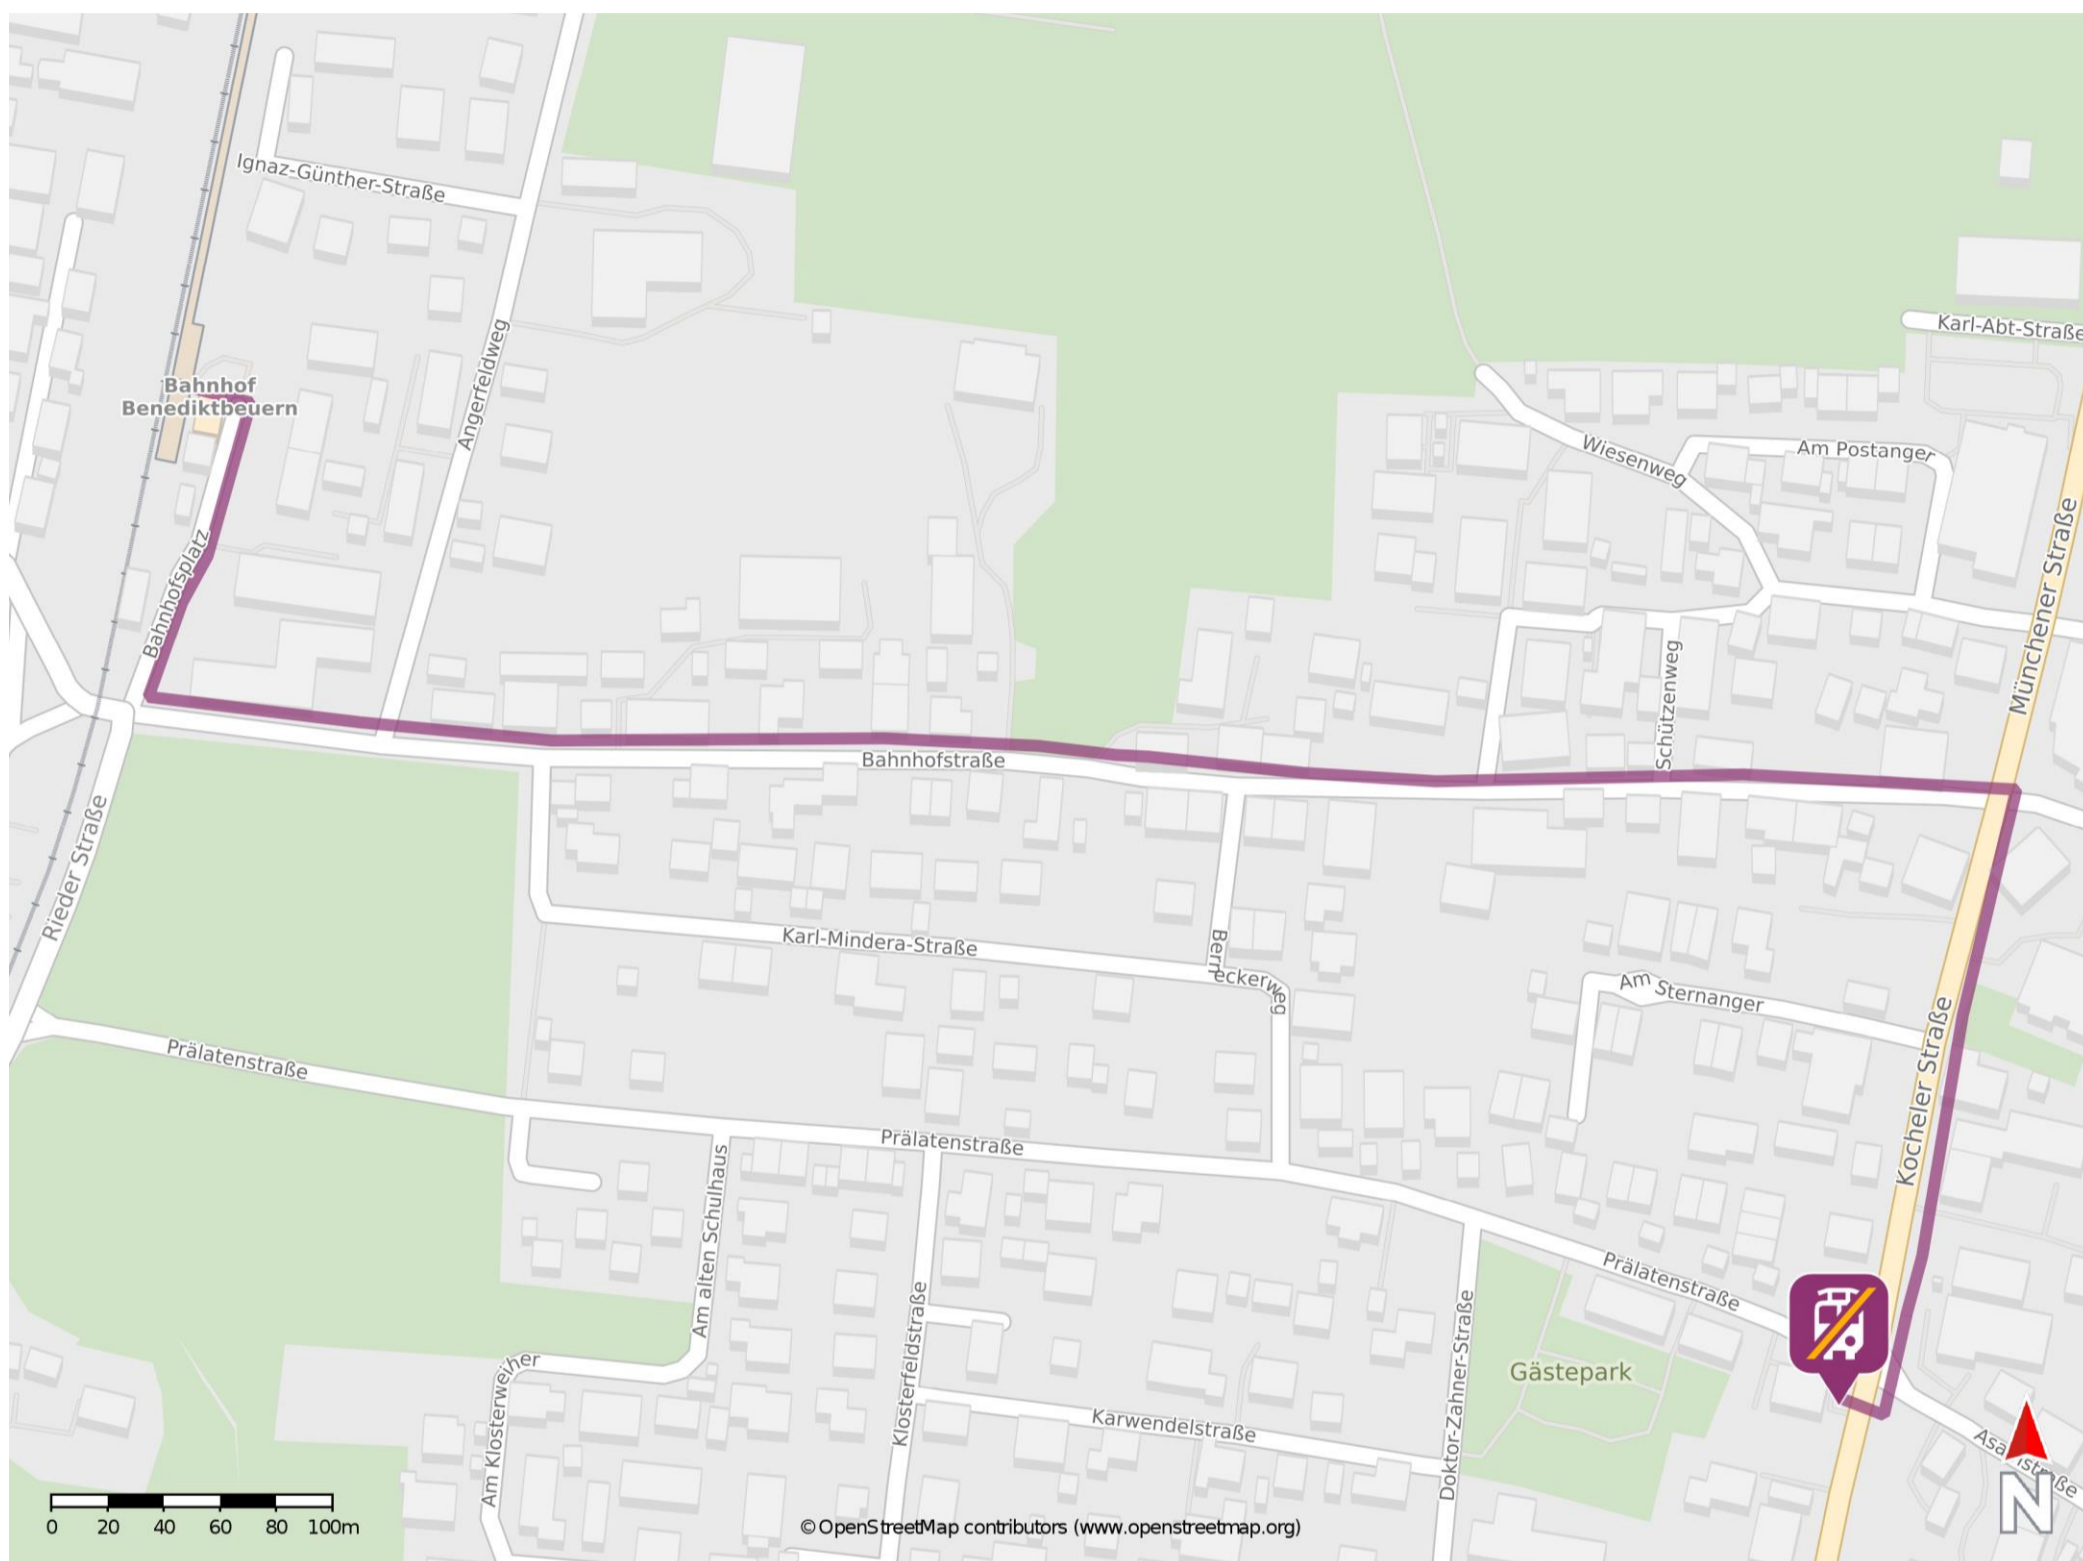 Ignaz-Günther-Straße
Karl-Abt-Straße
Bahnhof
Benediktbeuern
Angerfeldweg
Wiesenweg
Am Postanger
Bahnhofsplatz
Münchener Straße
Schützenweg
Bahnhofstraße
Rieder Straße
Karl-Mindera-Straße
Berneckerweg
Am Sternanger
Kocheler Straße
Prälatenstraße
Prälatenstraße
Am alten Schulhaus
Prälatenstraße
Klosterfeldstraße
Doktor-Zahner-Straße
Gästepark
Am Klosterweiher
Karwendelstraße
N
0 20 40 60 80 100m
© OpenStreetMap contributors (www.openstreetmap.org)